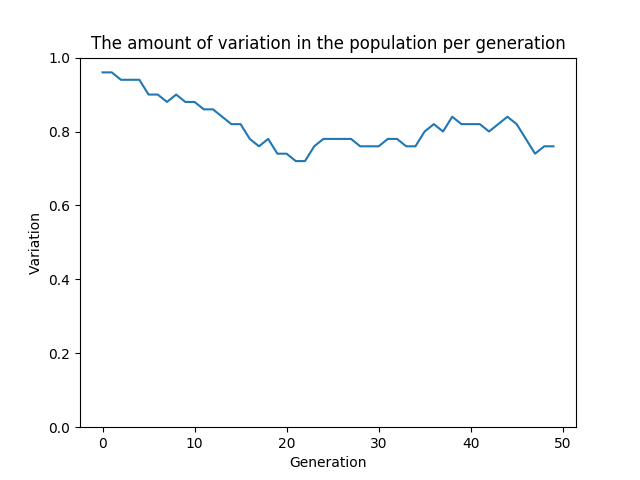 The amount of variation in the population per generation
1.0
0.8
0.6
0.4
0.2
0.0
Variation
0 10 20 30 40 50
Generation